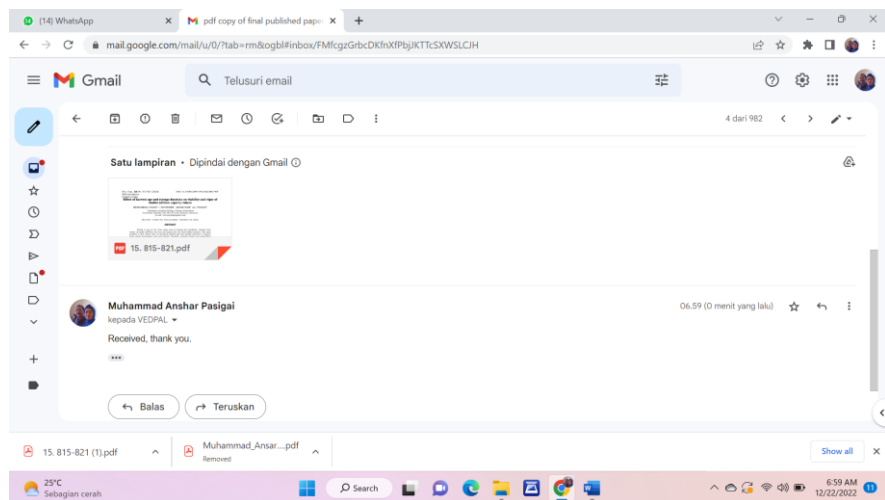 (14) WhatsApp
pdf copy of final published pape
mail.google.com/mail/u/0/?tab=rm&ogbl#inbox/FMfcgzGrbcDKfnXfPbjJKTTcSXWSLCJH
Gmail
Telusuri email
4 dari 982
Satu lampiran • Dipindai dengan Gmail
PDF 15. 815-821.pdf
Muhammad Anshar Pasigai
06.59 (0 menit yang lalu)
kepada VEDPAL
Received, thank you.
Balas
Teruskan
15. 815-821 (1).pdf
Muhammad_Ansar....pdf
Removed
Show all
25°C
Sebagian cerah
Search
6:59 AM
12/22/2022
11